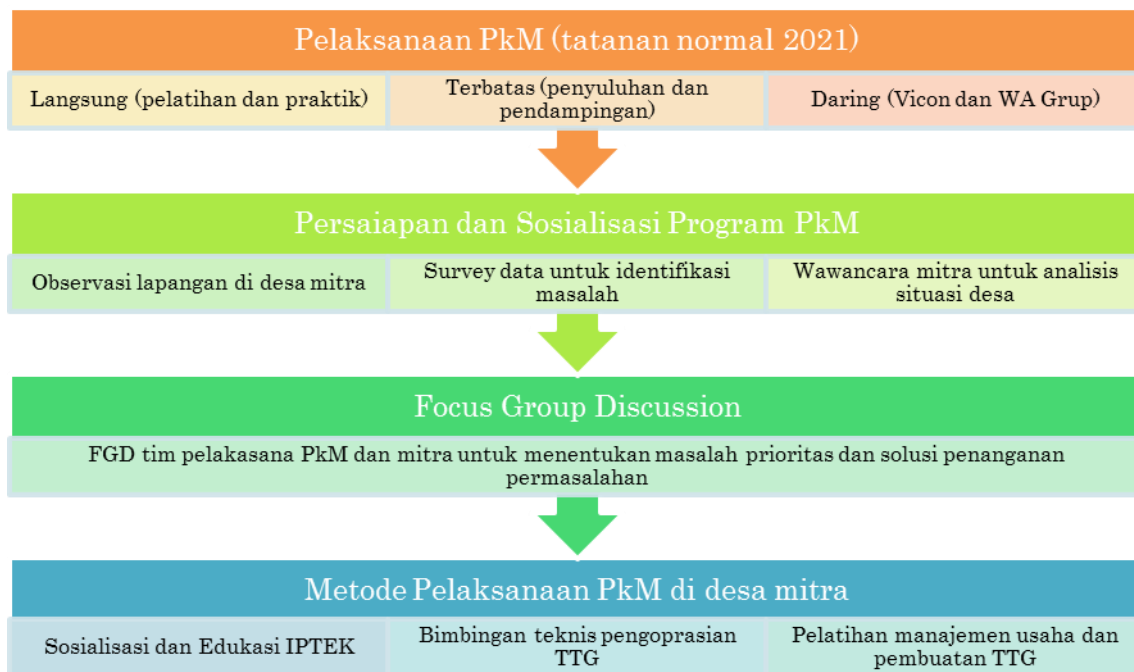 Pelaksanaan PkM (tatanan normal 2021)
Langsung (pelatihan dan praktik)
Terbatas (penyuluhan dan
pendampingan)
Daring (Vicon dan WA Grup)
Persaiapan dan Sosialisasi Program PkM
Observasi lapangan di desa mitra
Survey data untuk identifikasi
masalah
Wawancara mitra untuk analisis
situasi desa
Focus Group Discussion
FGD tim pelakasana PkM dan mitra untuk menentukan masalah prioritas dan solusi penanganan
permasalahan
Metode Pelaksanaan PkM di desa mitra
Sosialisasi dan Edukasi IPTEK
Bimbingan teknis pengoprasian
TTG
Pelatihan manajemen usaha dan
pembuatan TTG